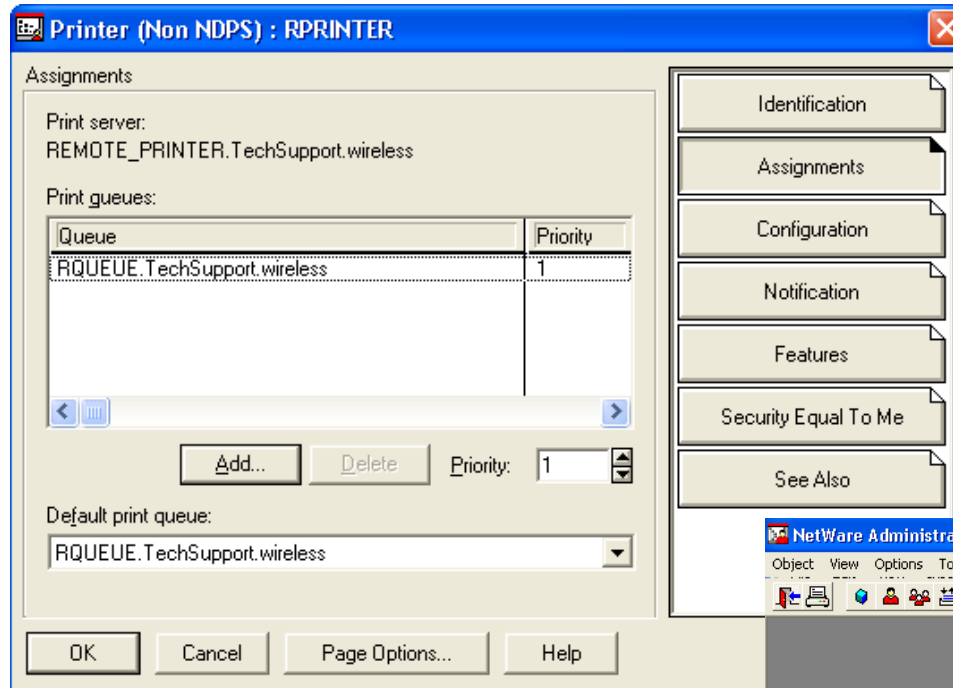 Printer (Non NDPS) : RPRINTER
Assignments
Print server:
REMOTE_PRINTER.TechSupport.wireless
Print queues:
Queue Priority
RQUEUE.TechSupport.wireless 1
Add... Delete Priority: 1
Default print queue:
RQUEUE.TechSupport.wireless
OK Cancel Page Options... Help
Identification
Assignments
Configuration
Notification
Features
Security Equal To Me
See Also
NetWare Administra
Object View Options To